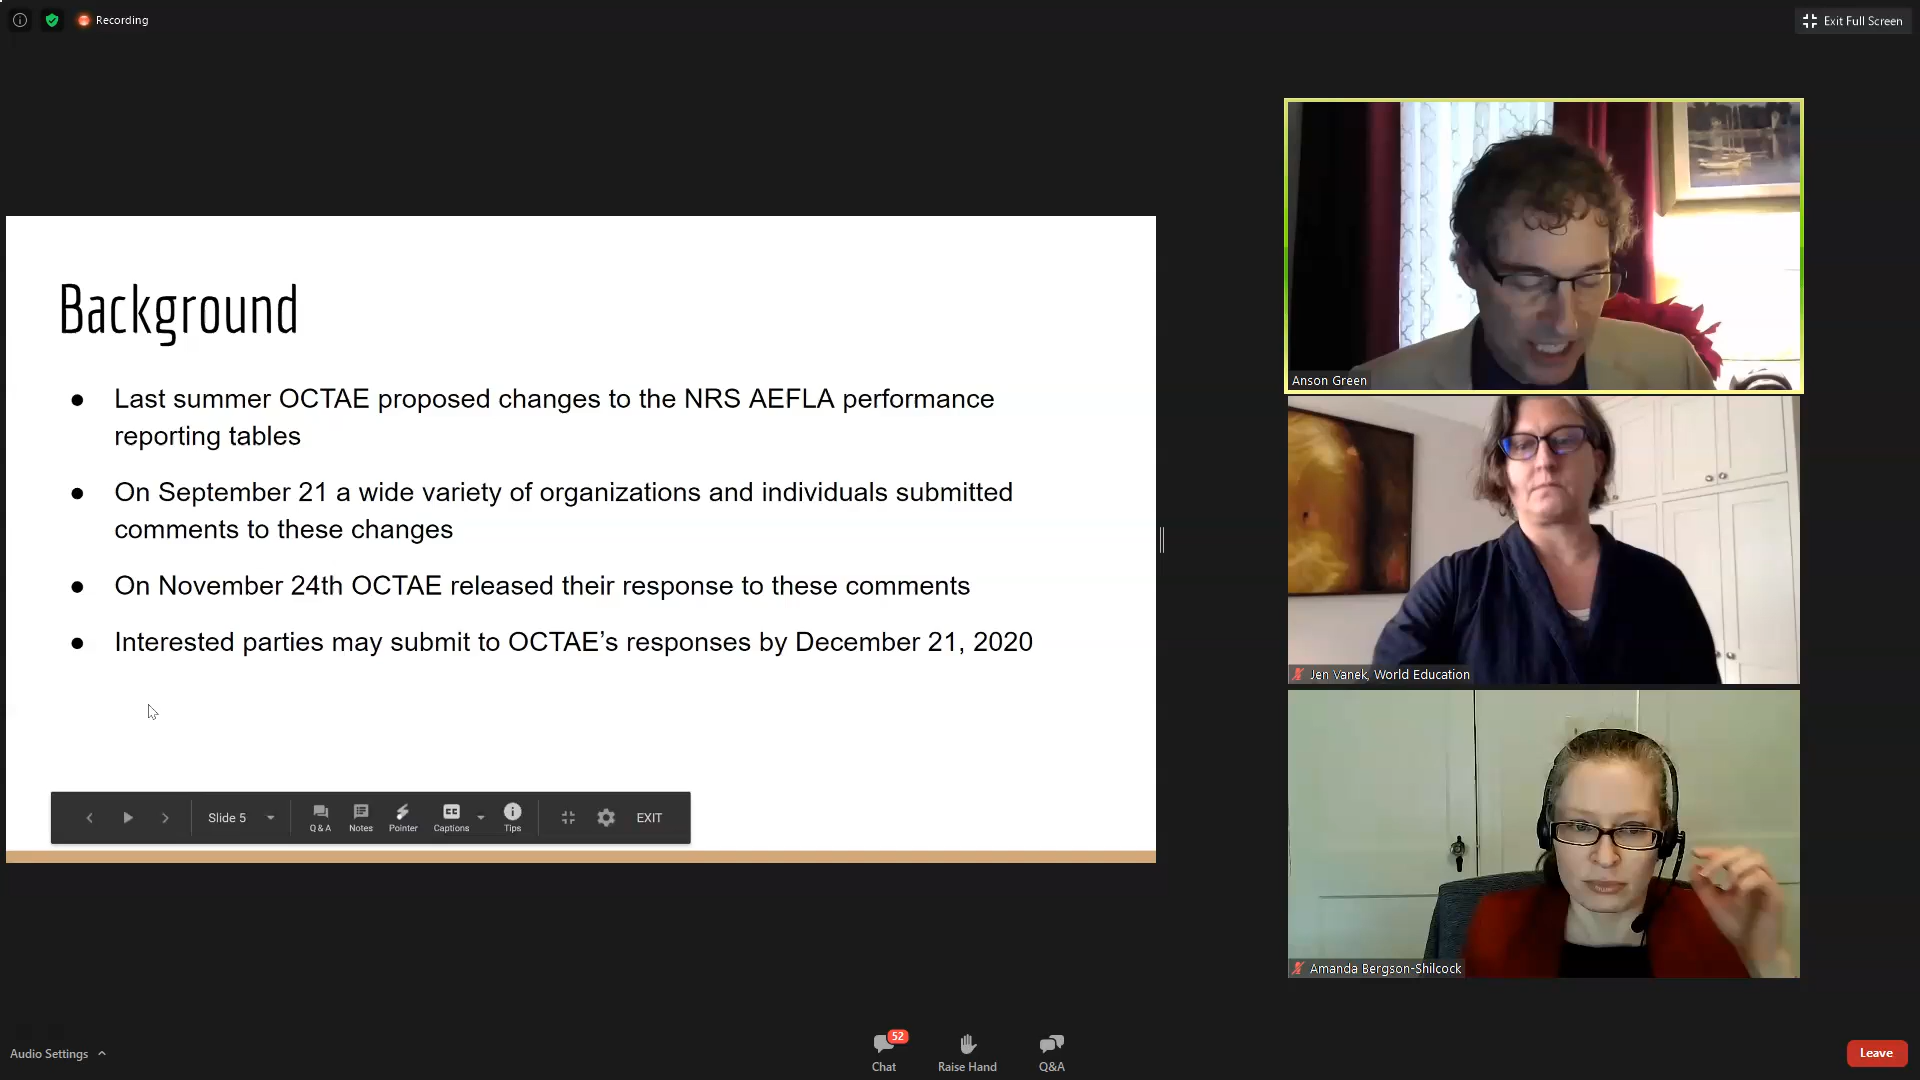 Recording
Exit Full Screen
Background
● Last summer OCTAE proposed changes to the NRS AEFLA performance
reporting tables
● On September 21 a wide variety of organizations and individuals submitted
comments to these changes
● On November 24th OCTAE released their response to these comments
● Interested parties may submit to OCTAE’s responses by December 21, 2020
Slide 5
Q & A
Notes
Pointer
CC
Captions
Tips
EXIT
Anson Green
Jen Vanek, World Education
Amanda Bergson-Shilcock
Audio Settings
52
Chat
Raise Hand
Q&A
Leave